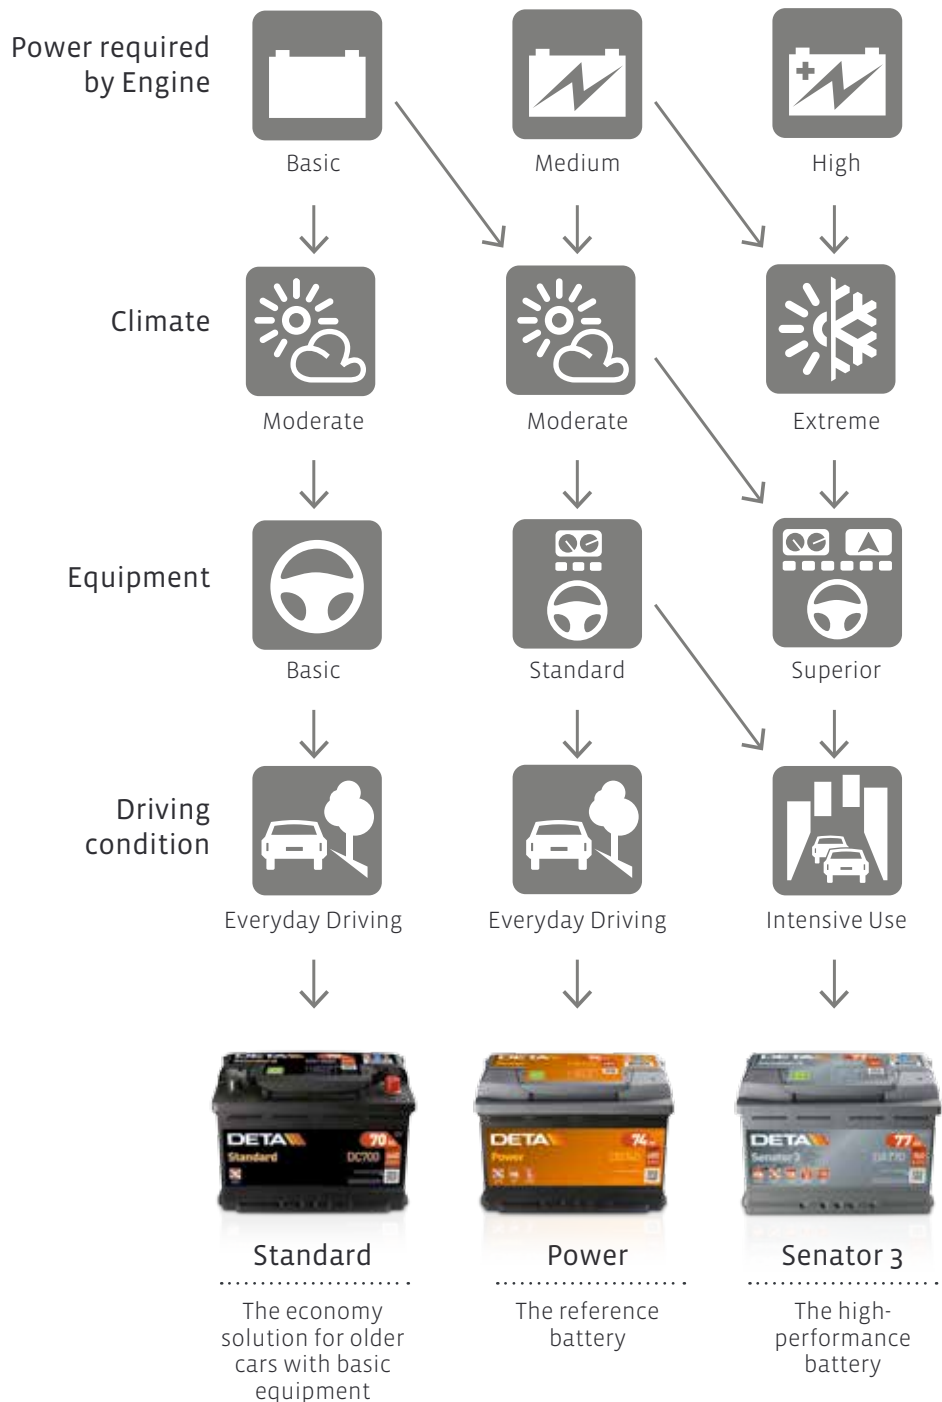 Power required
by Engine
Basic
Medium
High
Climate
Moderate
Moderate
Extreme
Equipment
Basic
Standard
Superior
Driving
condition
Everyday Driving
Everyday Driving
Intensive Use
DETA
70
Standard
DC700
DETA
74
Power
DETA
77
Senator3
DA770
Standard
Power
Senator 3
The economy
solution for older
cars with basic
equipment
The reference
battery
The high-
performance
battery